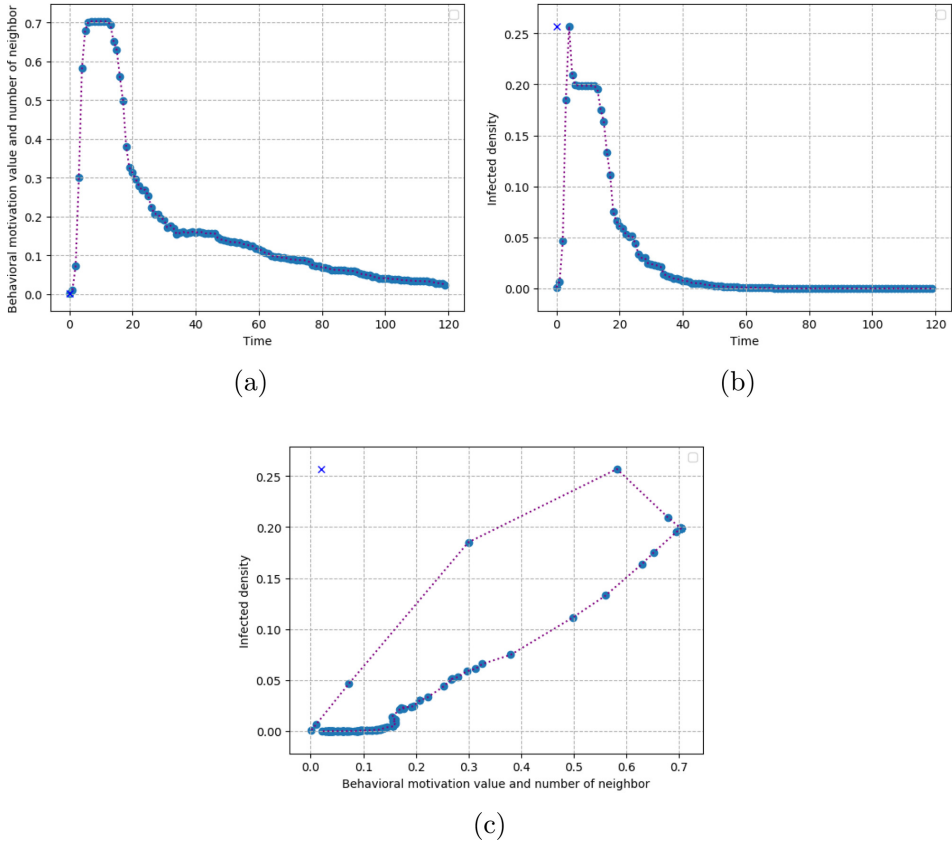 Behavioral motivation value and number of neighbor
0.7
0.6
0.5
0.4
0.3
0.2
0.1
0.0
0 20 40 60 80 100 120
Time
(a)
Infected density
0.25
0.20
0.15
0.10
0.05
0.00
0 20 40 60 80 100 120
Time
(b)
Infected density
0.25
0.20
0.15
0.10
0.05
0.00
0.0 0.1 0.2 0.3 0.4 0.5 0.6 0.7
Behavioral motivation value and number of neighbor
(c)